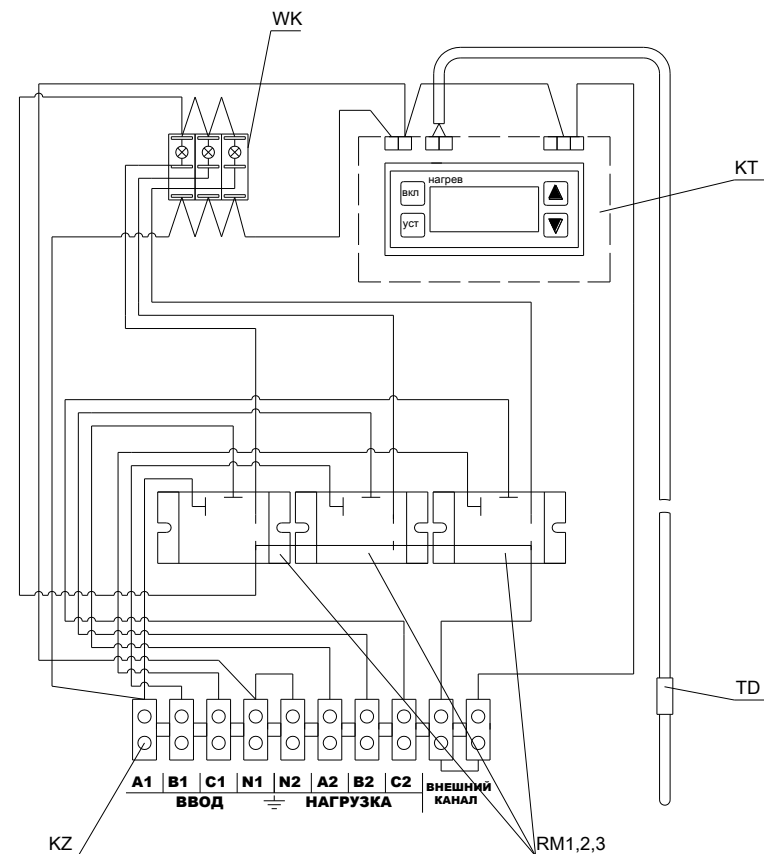 WK
KT
нагрев
вкл
уст
TD
A1 B1 C1 N1 N2 A2 B2 C2 ВНЕШНИЙ
КАНАЛ
ВВОД НАГРУЗКА
KZ
RM1,2,3